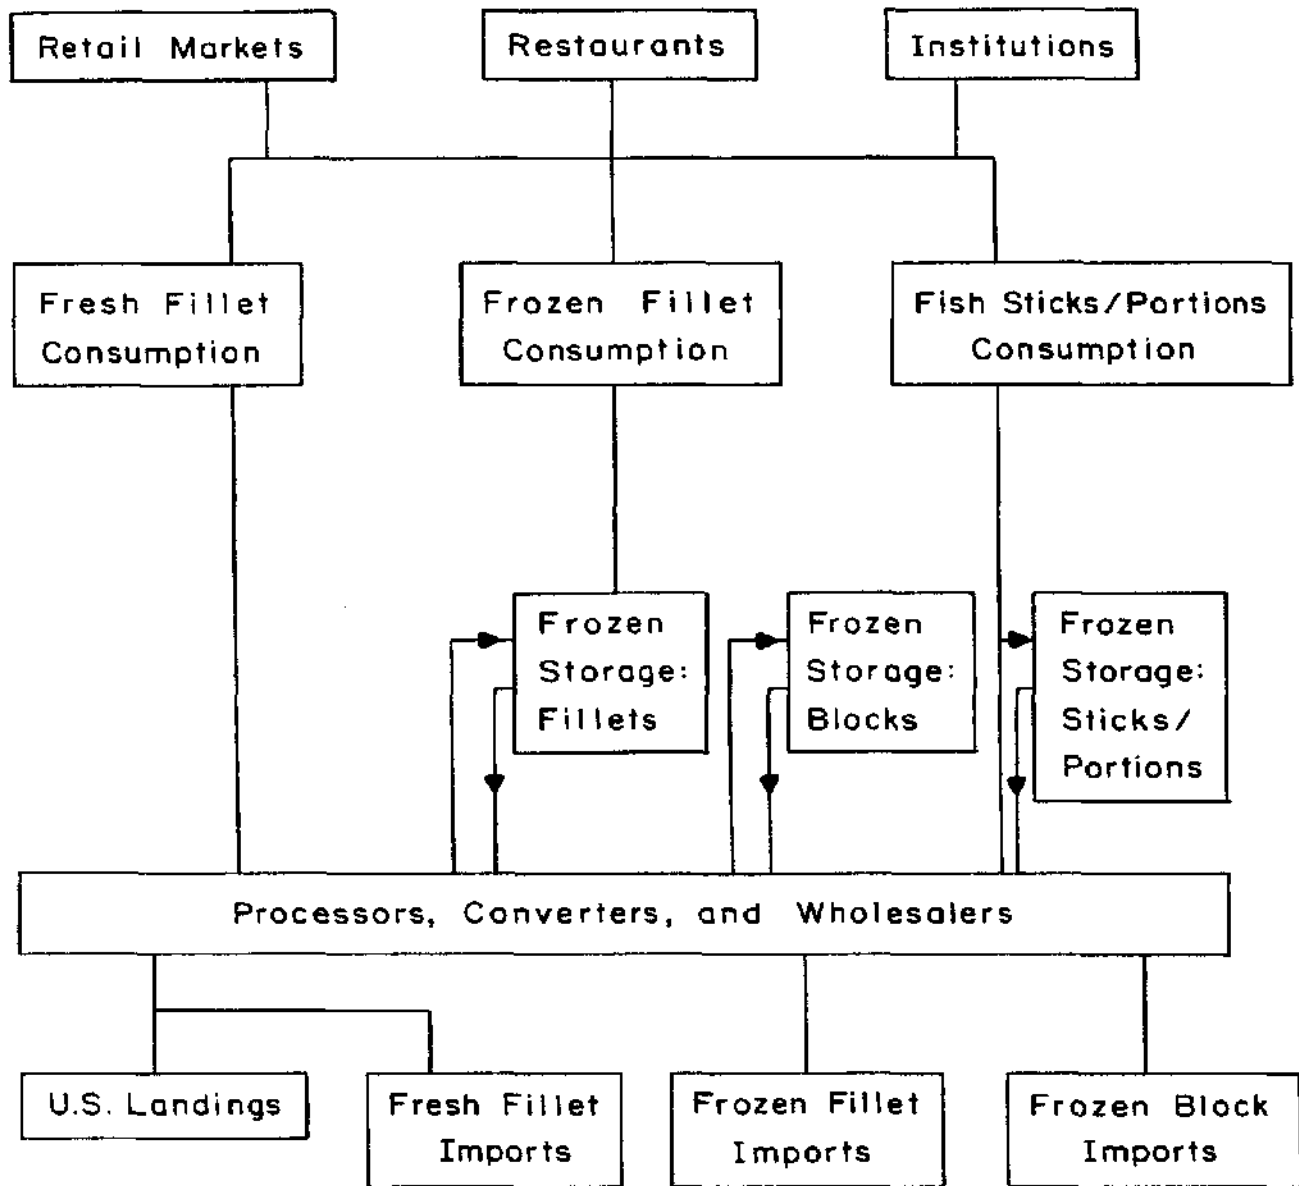 Retail Markets
Restaurants
Institutions
Fresh Fillet
Consumption
Frozen Fillet
Consumption
Fish Sticks/Portions
Consumption
Frozen
Storage:
Fillets
Frozen
Storage:
Blocks
Frozen
Storage:
Sticks/
Portions
Processors, Converters, and Wholesalers
U.S. Landings
Fresh Fillet
Imports
Frozen Fillet
Imports
Frozen Block
Imports